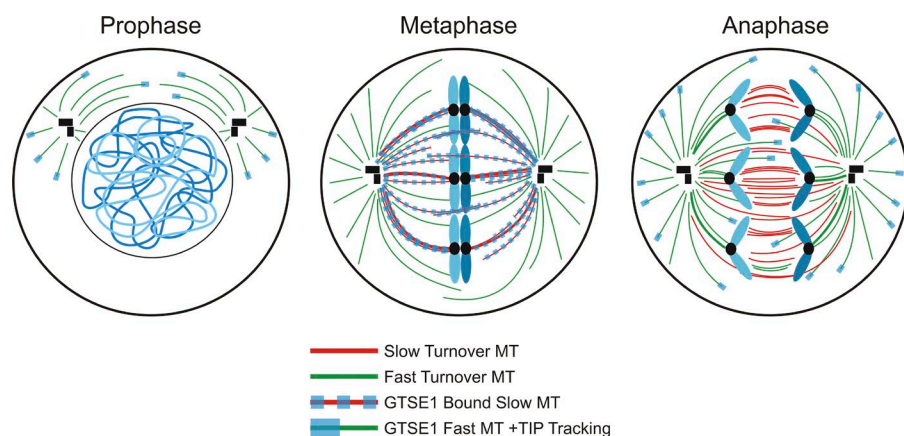 Prophase
Metaphase
Anaphase
Slow Turnover MT
Fast Turnover MT
GTSE1 Bound Slow MT
GTSE1 Fast MT +TIP Tracking